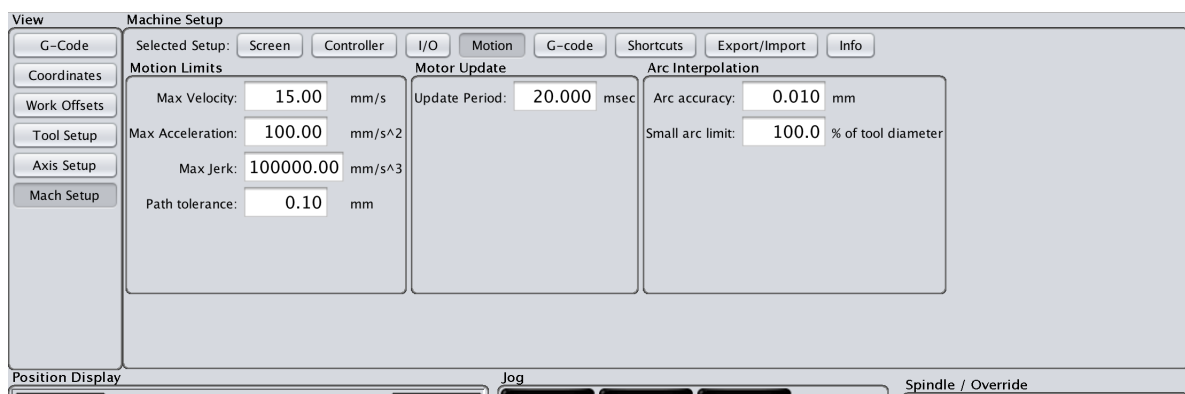 View Machine Setup
G-Code Selected Setup: Screen Controller I/O Motion G-code Shortcuts Export/Import Info
Coordinates Motion Limits Motor Update Arc Interpolation
Work Offsets Max Velocity: 15.00 mm/s Update Period: 20.000 msec Arc accuracy: 0.010 mm
Tool Setup Max Acceleration: 100.00 mm/s^2 Small arc limit: 100.0 % of tool diameter
Axis Setup Max Jerk: 100000.00 mm/s^3
Mach Setup Path tolerance: 0.10 mm
Position Display Jog Spindle / Override